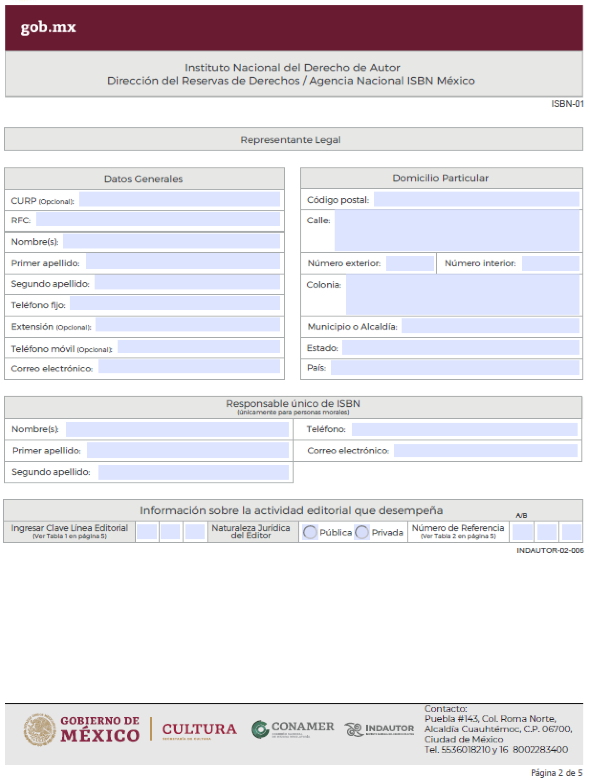 gob.mx
Instituto Nacional del Derecho de Autor
Dirección del Reservas de Derechos / Agencia Nacional ISBN México
ISBN-01
Representante Legal
Datos Generales
CURP (Opcional):
RFC:
Nombre(s):
Primer apellido:
Segundo apellido:
Teléfono fijo:
Extensión (Opcional):
Teléfono móvil (Opcional):
Correo electrónico:
Domicilio Particular
Código postal:
Calle:
Número exterior:
Número interior:
Colonia:
Municipio o Alcaldía:
Estado:
País:
Responsable único de ISBN
(únicamente para personas morales)
Nombre(s):
Primer apellido:
Segundo apellido:
Teléfono:
Correo electrónico:
Información sobre la actividad editorial que desempeña
A/B
Ingresar Clave Línea Editorial
(Ver Tabla 1 en página 5)
Naturaleza Jurídica
del Editor
Pública
Privada
Número de Referencia
(Ver Tabla 2 en página 5)
INDAUTOR-02-006
GOBIERNO DE
MÉXICO
CULTURA
SECRETARÍA DE CULTURA
CONAMER
INDAUTOR
Contacto:
Puebla #143, Col. Roma Norte,
Alcaldía Cuauhtémoc, C.P. 06700,
Ciudad de México
Tel. 5536018210 y 16 8002283400
Página 2 de 5